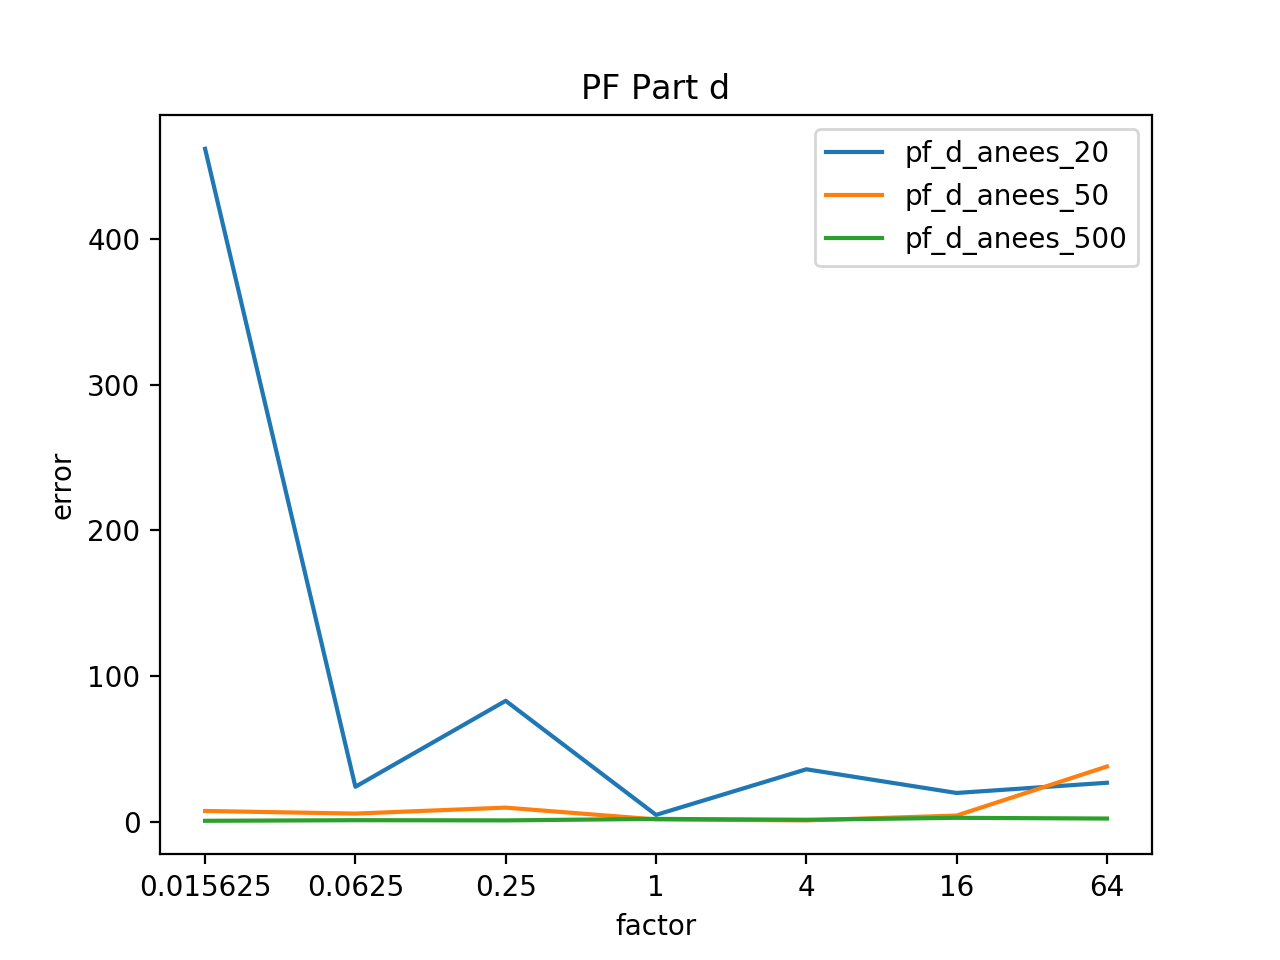 PF Part d
pf_d_anees_20
pf_d_anees_50
pf_d_anees_500
error
400
300
200
100
0
0.015625 0.0625 0.25 1 4 16 64
factor